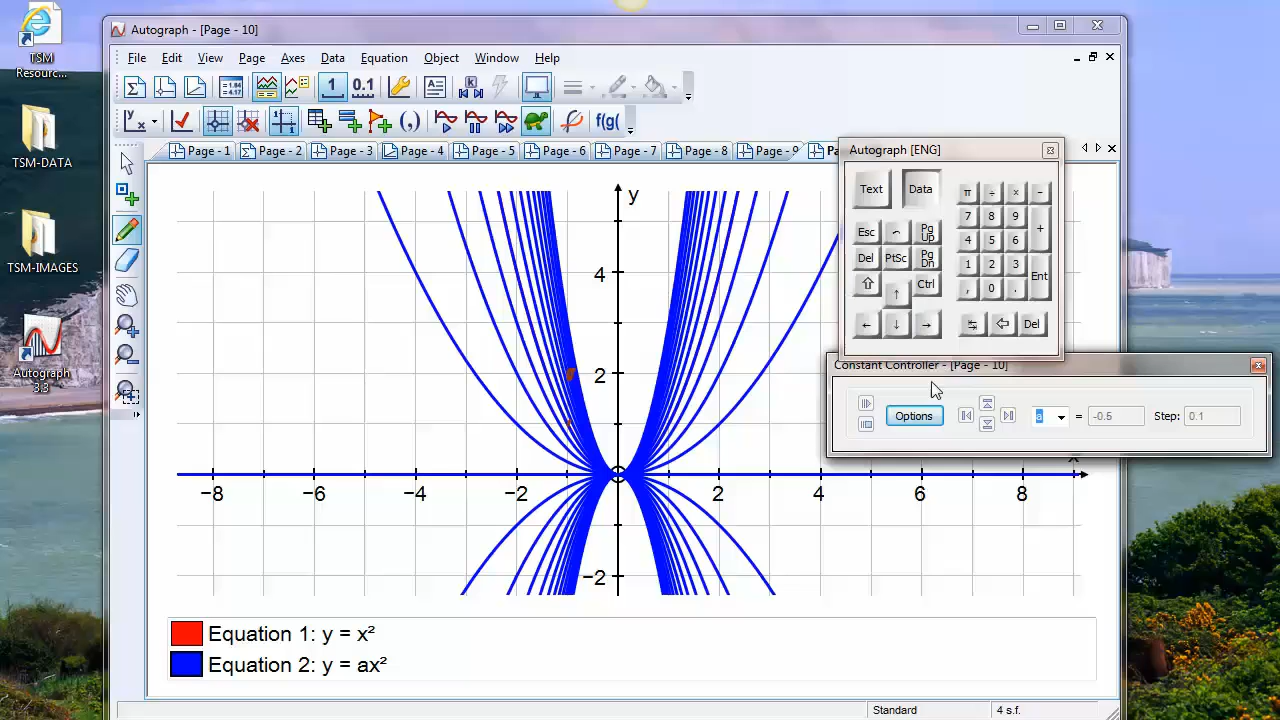 TSM
Resourc...
TSM-DATA
TSM-IMAGES
Autograph
3.3
Autograph - [Page - 10]
File Edit View Page Axes Data Equation Object Window Help
1 0.1
f(g(
Page - 1 Page - 2 Page - 3 Page - 4 Page - 5 Page - 6 Page - 7 Page - 8 Page - 9 Pa
y
4
2
−2
−8 −6 −4 −2 2 4 6 8
x
Equation 1: y = x²
Equation 2: y = ax²
Standard 4 s.f.
Autograph [ENG]
Text Data
π ÷ × −
7 8 9 +
4 5 6
1 2 3 Ent
, 0 .
Esc Pg Up
Del PtSc Pg Dn
Ctrl
Del
Constant Controller - [Page - 10]
Options a = -0.5 Step: 0.1